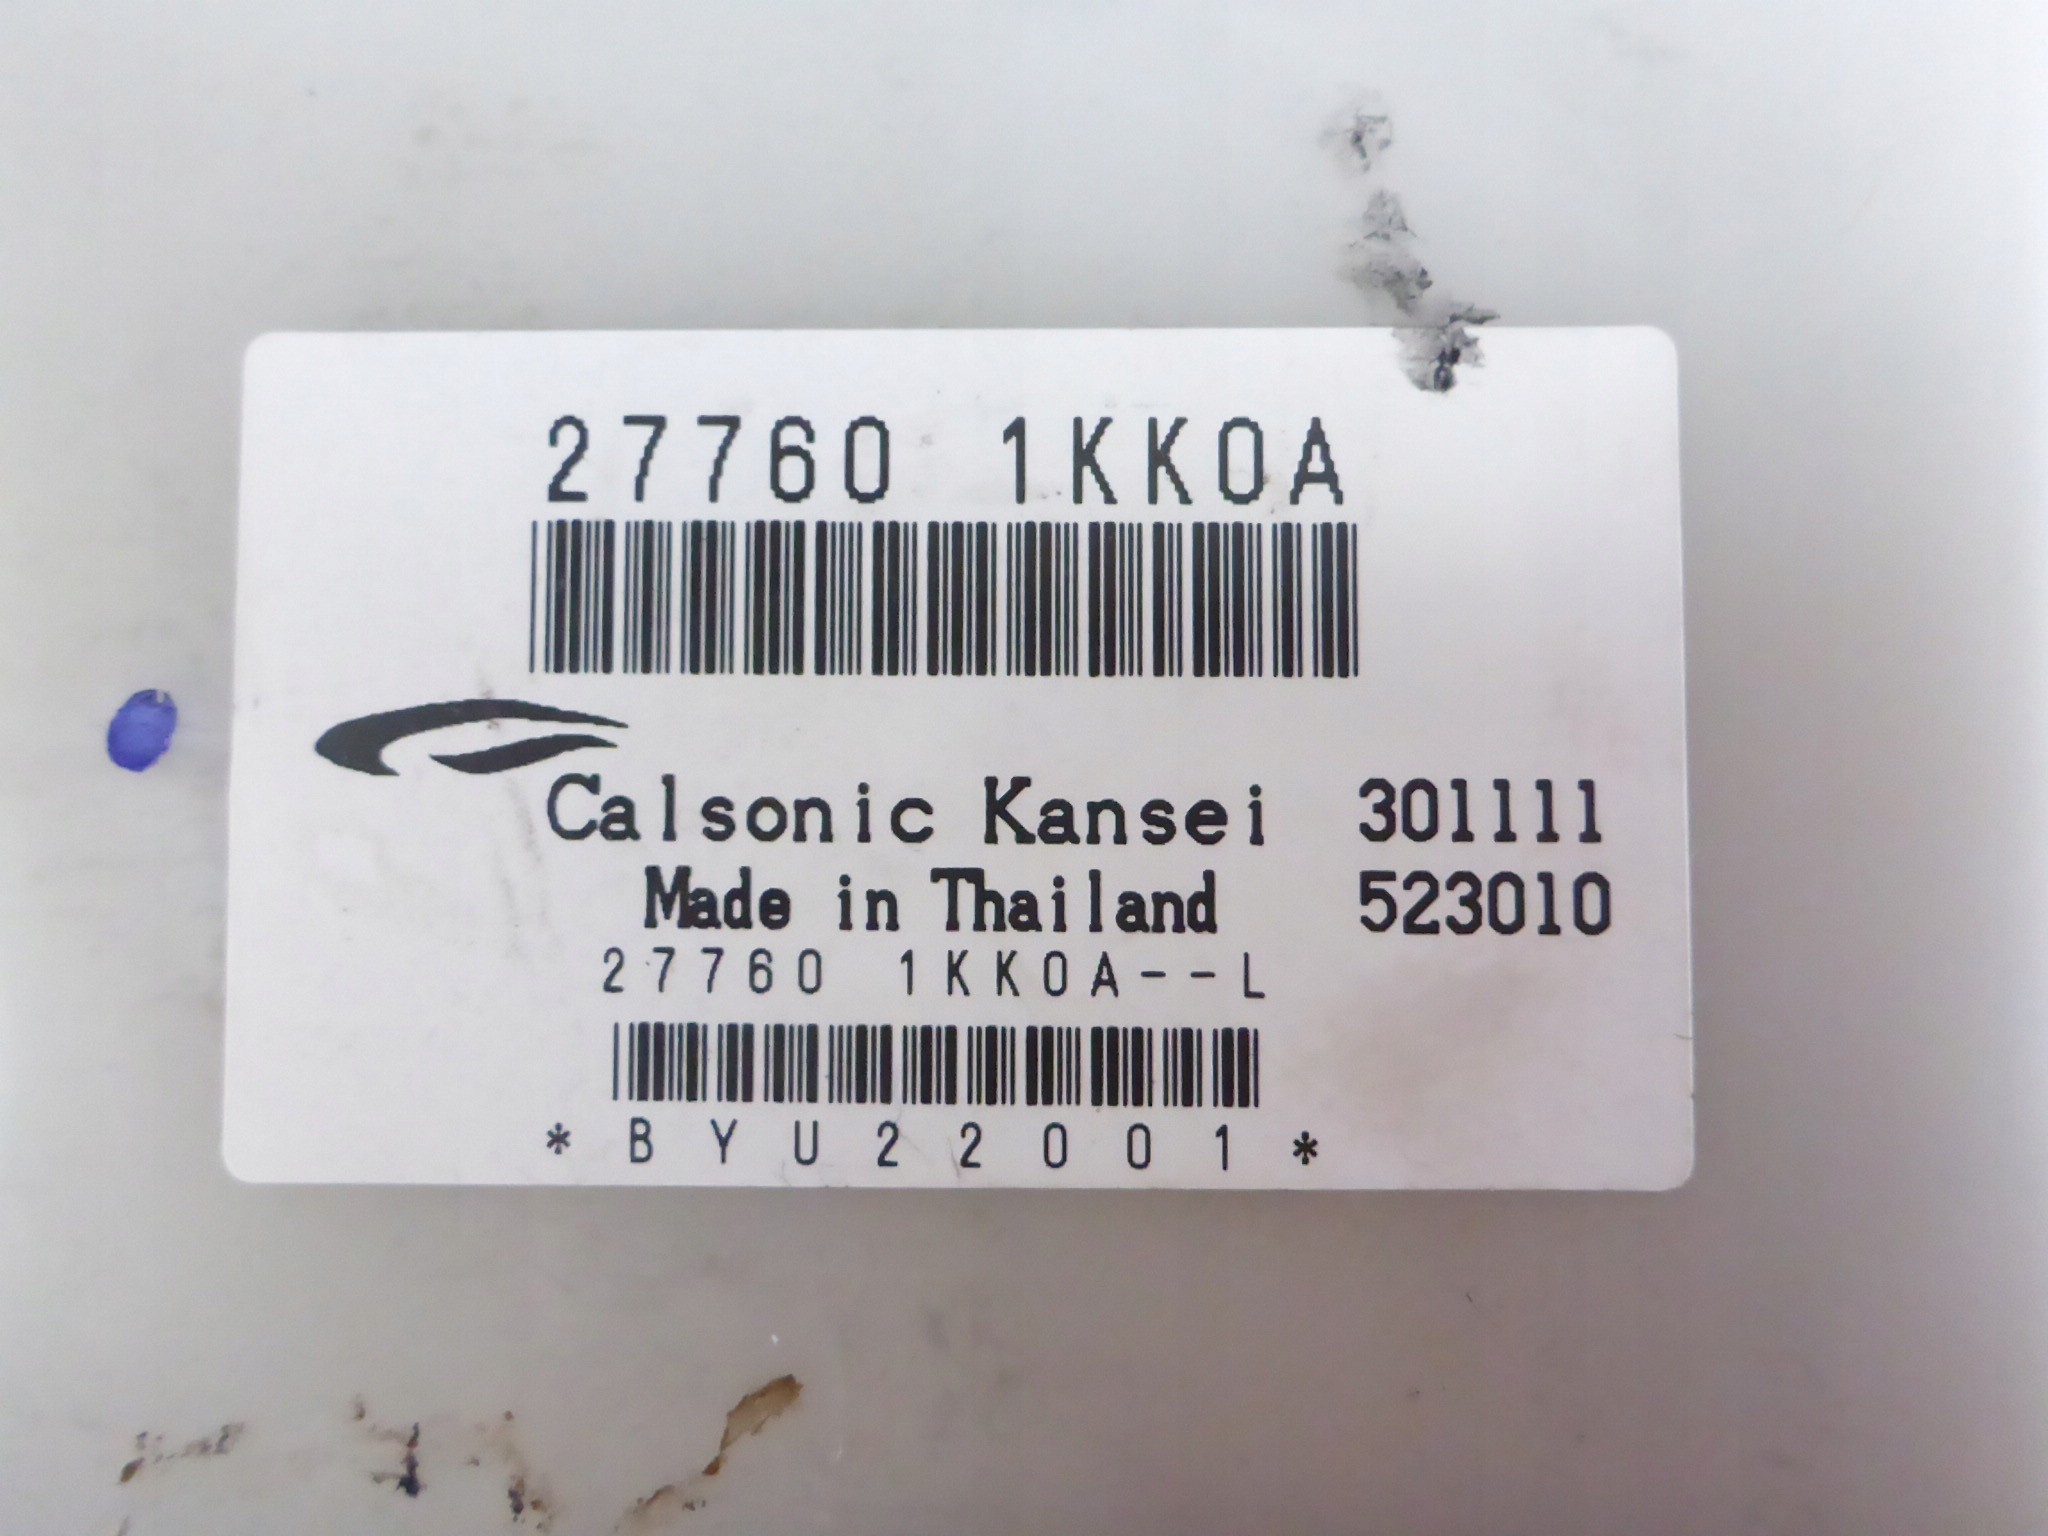 27760 1KK0A
Calsonic Kansei 301111
Made in Thailand 523010
27760 1KK0A--L
*BYU22001*